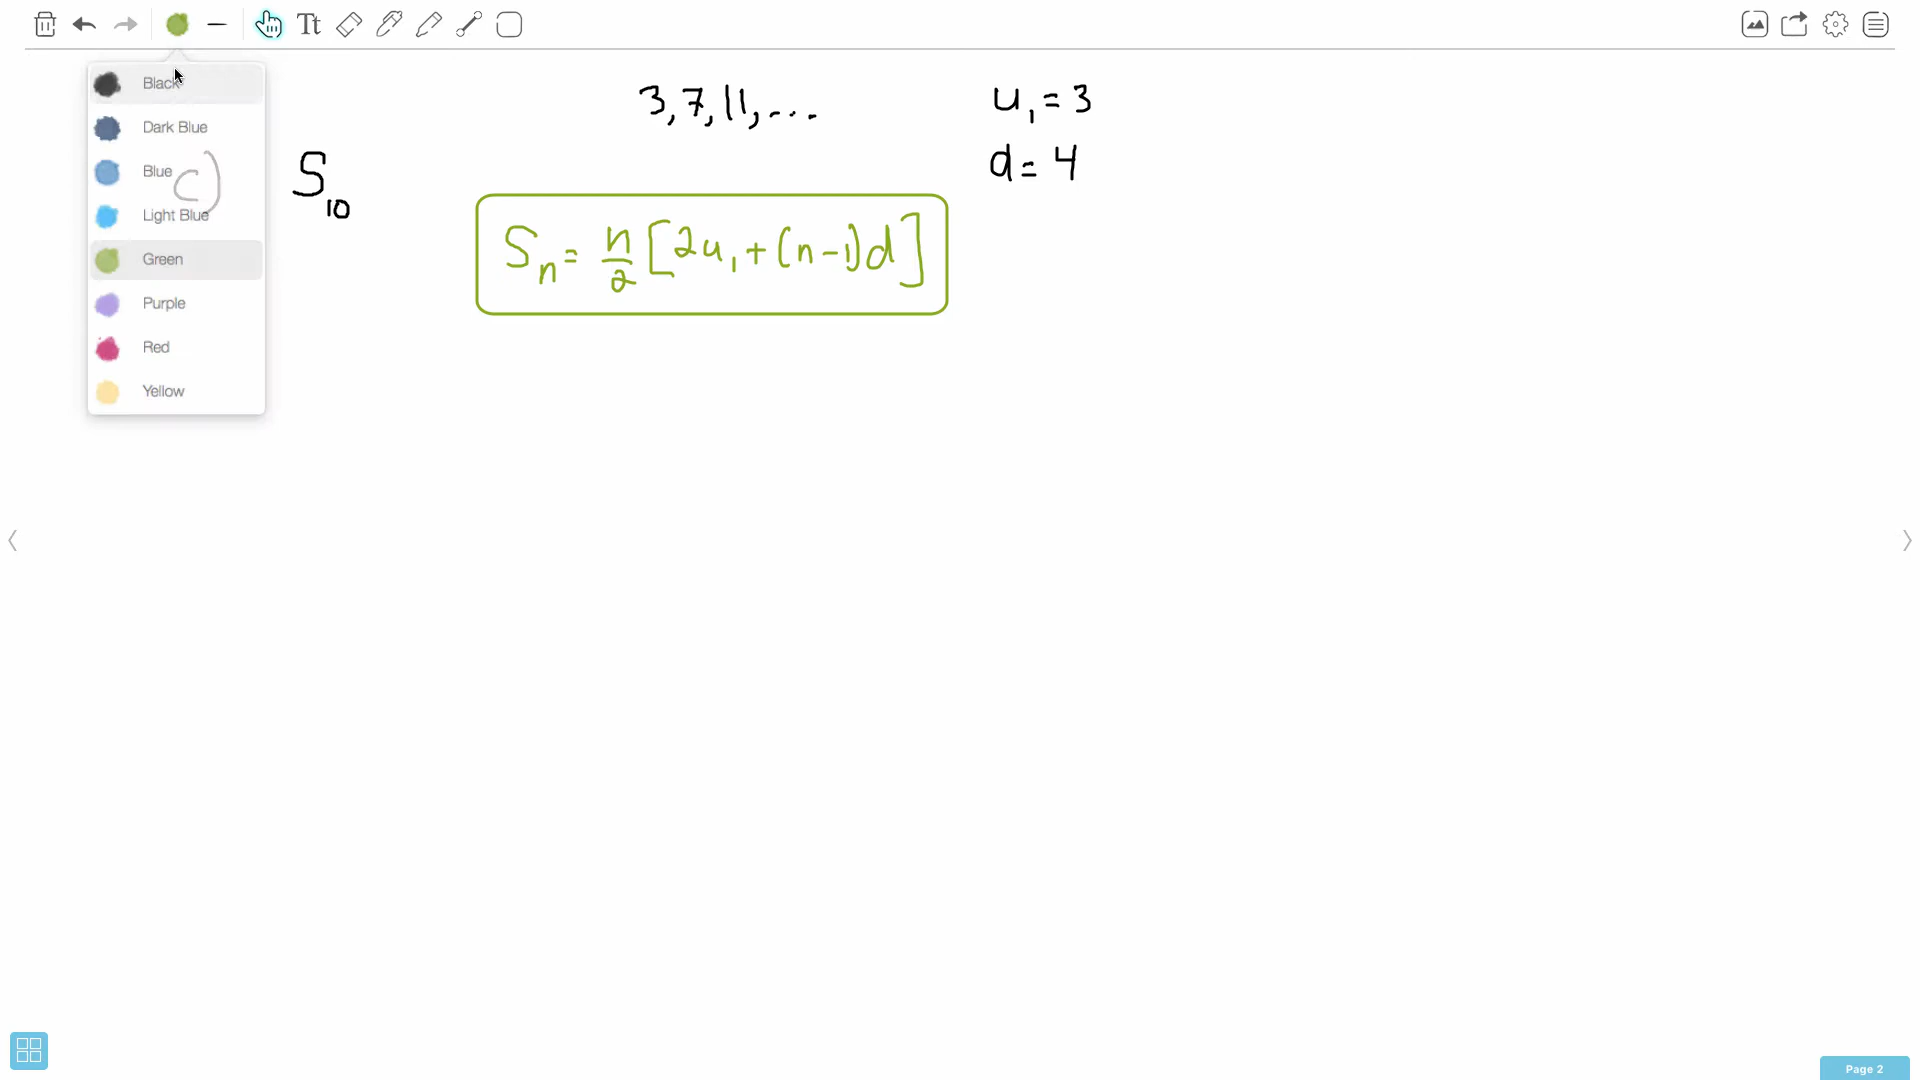 Tt
Black
Dark Blue
Blue
Light Blue
Green
Purple
Red
Yellow
3, 7, 11, ...
u₁ = 3
d = 4
c)
S₁₀
Sₙ = n/2 [2u₁ + (n-1)d]
Page 2